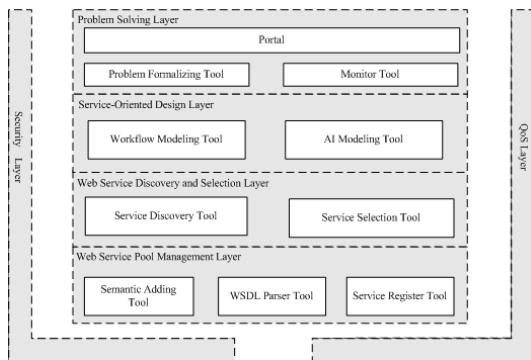 Problem Solving Layer
Portal
Problem Formalizing Tool
Monitor Tool
Service-Oriented Design Layer
Workflow Modeling Tool
AI Modeling Tool
Web Service Discovery and Selection Layer
Service Discovery Tool
Service Selection Tool
Web Service Pool Management Layer
Semantic Adding
Tool
WSDL Parser Tool
Service Register Tool
Security Layer
QoS Layer